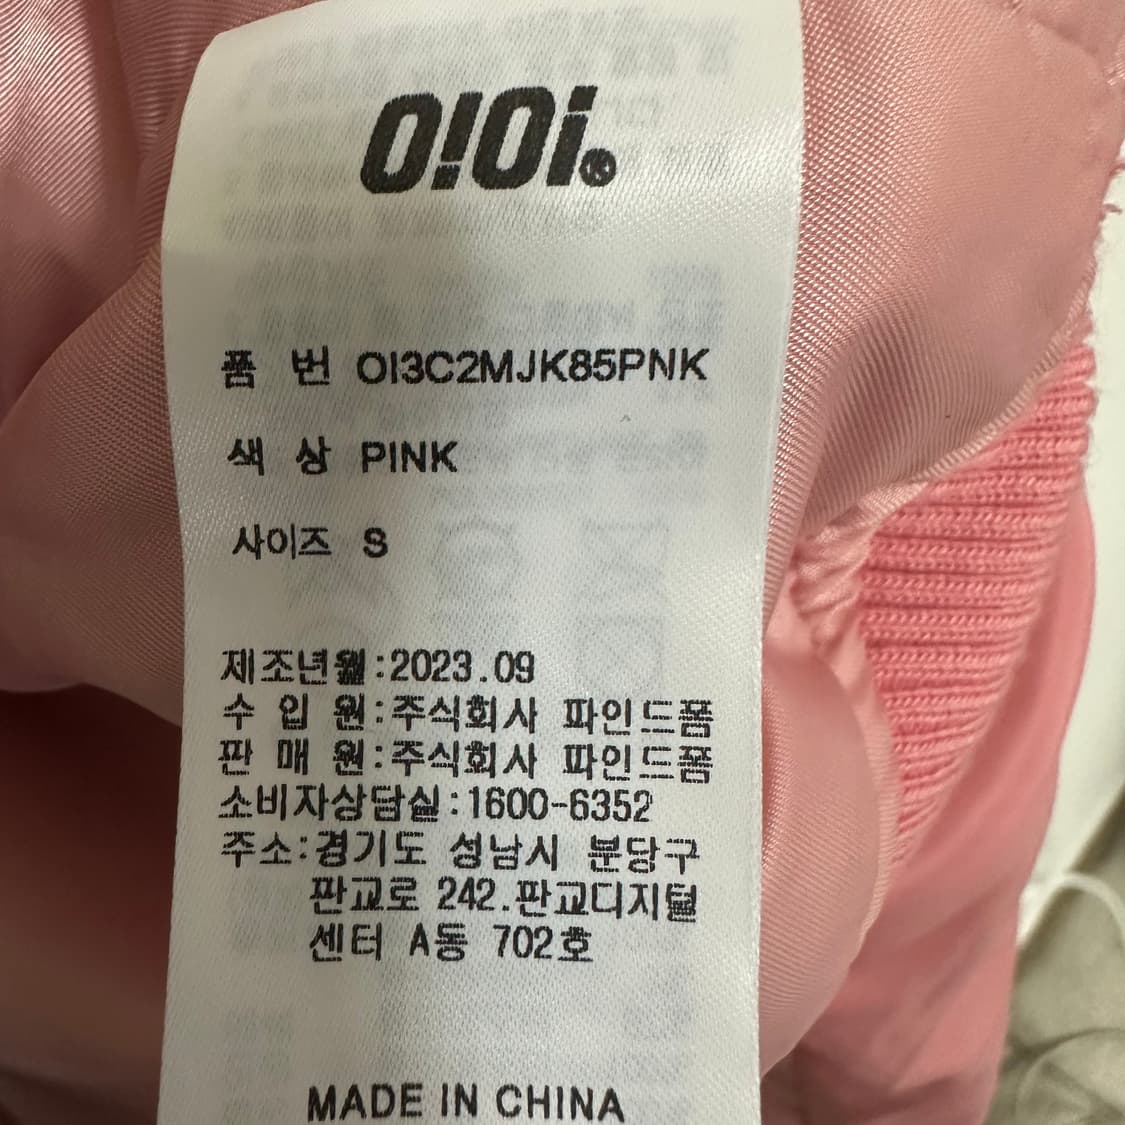 O!Oi®
품 번 OI3C2MJK85PNK
색 상 PINK
사이즈 S
제조년월:2023.09
수 입 원:주식회사 파인드폼
판 매 원:주식회사 파인드폼
소비자상담실:1600-6352
주소:경기도 성남시 분당구
판교로 242.판교디지털
센터 A동 702호
MADE IN CHINA